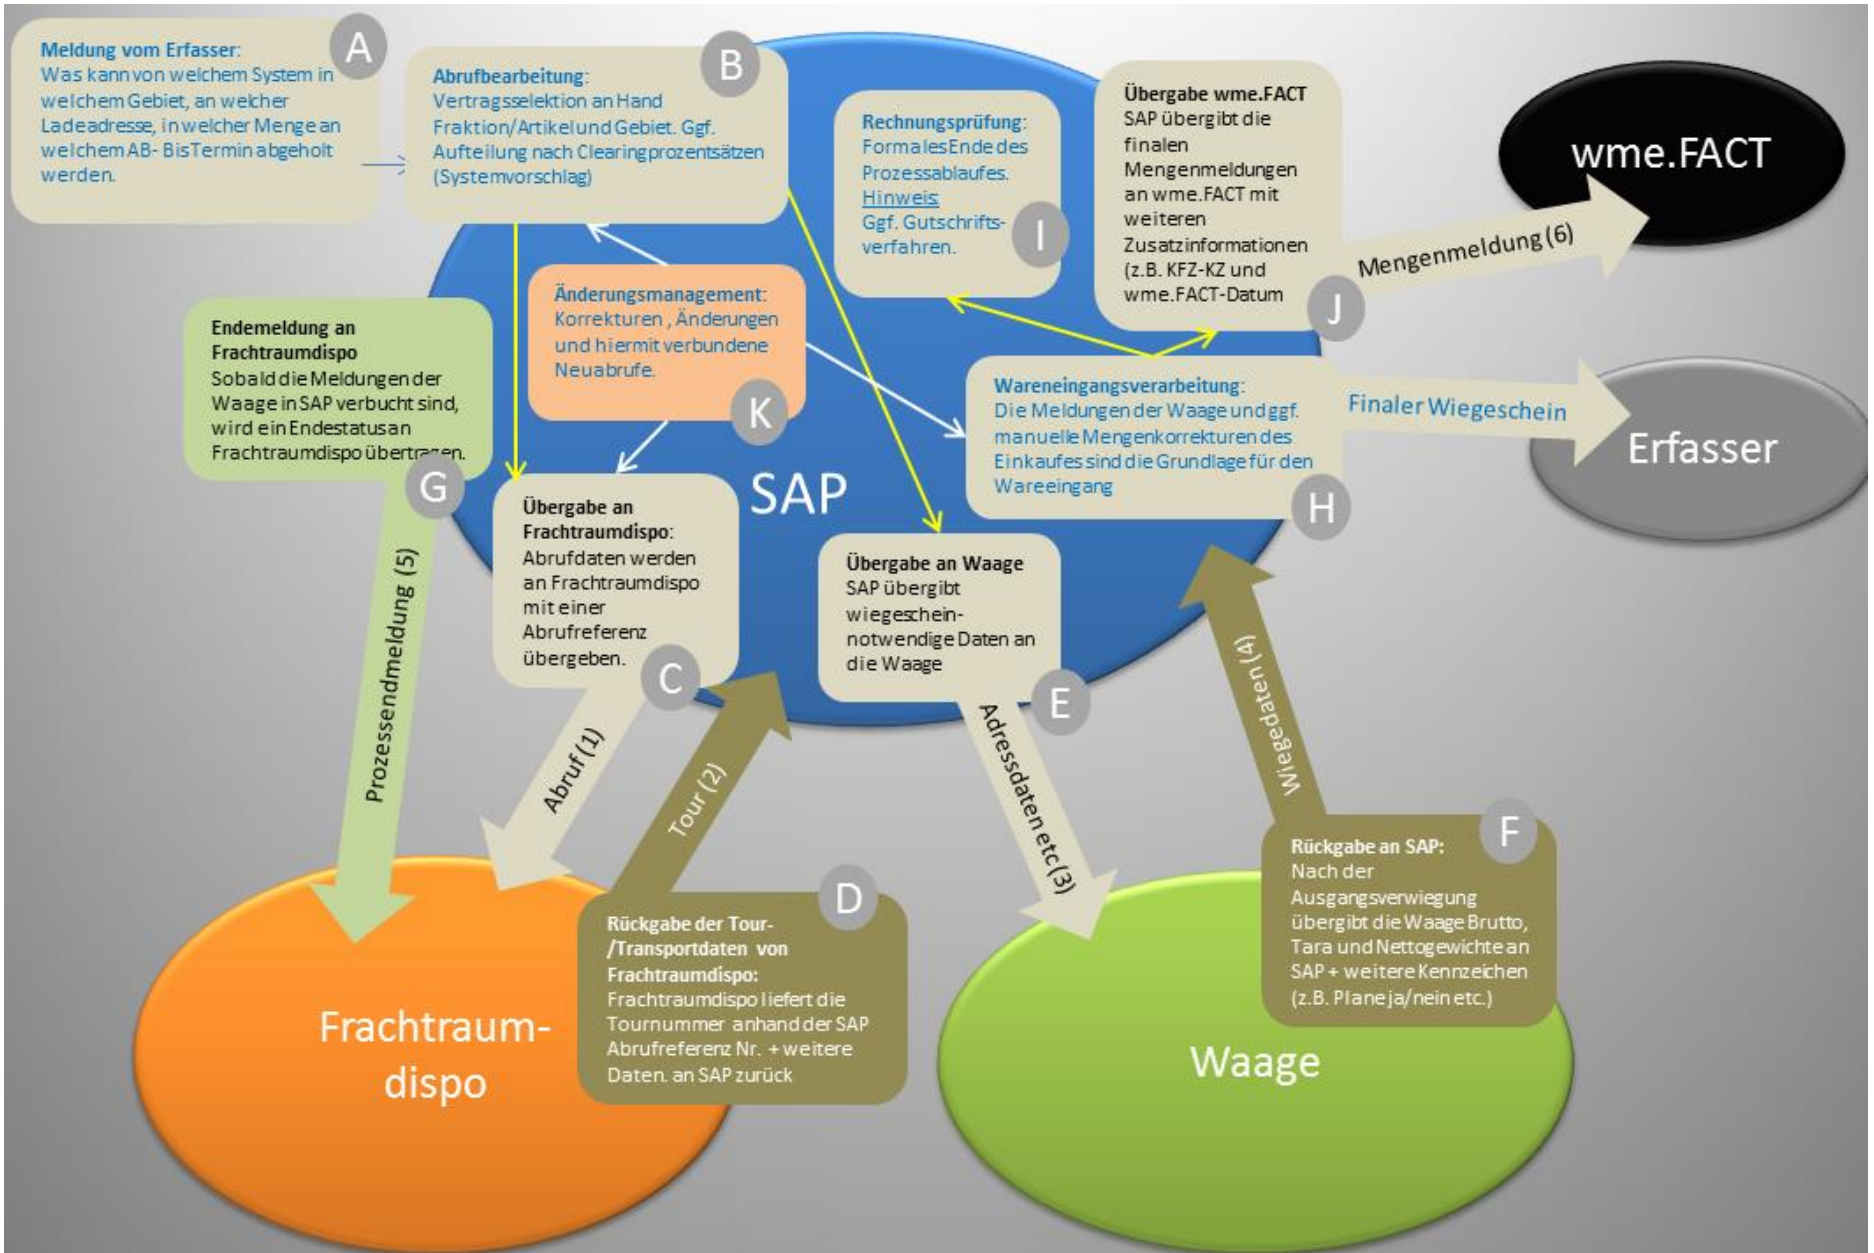 Meldung vom Erfasser:
Was kann von welchem System in
welchem Gebiet, an welcher
Ladeadresse, in welcher Menge an
welchem AB- Bis Termin abgeholt
werden.
A
Abrufbearbeitung:
Vertragsselektion an Hand
Fraktion/Artikel und Gebiet. Ggf.
Aufteilung nach Clearingprozentsätzen
(Systemvorschlag)
B
Rechnungsprüfung:
Formales Ende des
Prozessablaufes.
Hinweis:
Ggf. Gutschrifts-
verfahren.
I
Übergabe wme.FACT
SAP übergibt die
finalen
Mengenmeldungen
an wme.FACT mit
weiteren
Zusatzinformationen
(z.B. KFZ-KZ und
wme.FACT-Datum
J
Mengenmeldung (6)
wme.FACT
Endemeldung an
Frachtraumdispo
Sobald die Meldungen der
Waage in SAP verbucht sind,
wird ein Endestatus an
Frachtraumdispo übertragen.
G
Änderungsmanagement:
Korrekturen , Änderungen
und hiermit verbundene
Neuabrufe.
K
SAP
Wareneingangsverarbeitung:
Die Meldungen der Waage und ggf.
manuelle Mengenkorrekturen des
Einkaufes sind die Grundlage für den
Wareeingang
H
Finaler Wiegeschein
Erfasser
Übergabe an
Frachtraumdispo:
Abrufdaten werden
an Frachtraumdispo
mit einer
Abrufreferenz
übergeben.
C
Übergabe an Waage
SAP übergibt
wiegeschein-
notwendige Daten an
die Waage
E
Prozessendmeldung (5)
Abruf (1)
Tour (2)
Adressdaten etc (3)
Wiegedaten (4)
Rückgabe der Tour-
/Transportdaten von
Frachtraumdispo:
Frachtraumdispo liefert die
Tournummer anhand der SAP
Abrufreferenz Nr. + weitere
Daten. an SAP zurück
D
Rückgabe an SAP:
Nach der
Ausgangsverwiegung
übergibt die Waage Brutto,
Tara und Nettogewichte an
SAP + weitere Kennzeichen
(z.B. Plane ja/nein etc.)
F
Frachtraum-
dispo
Waage